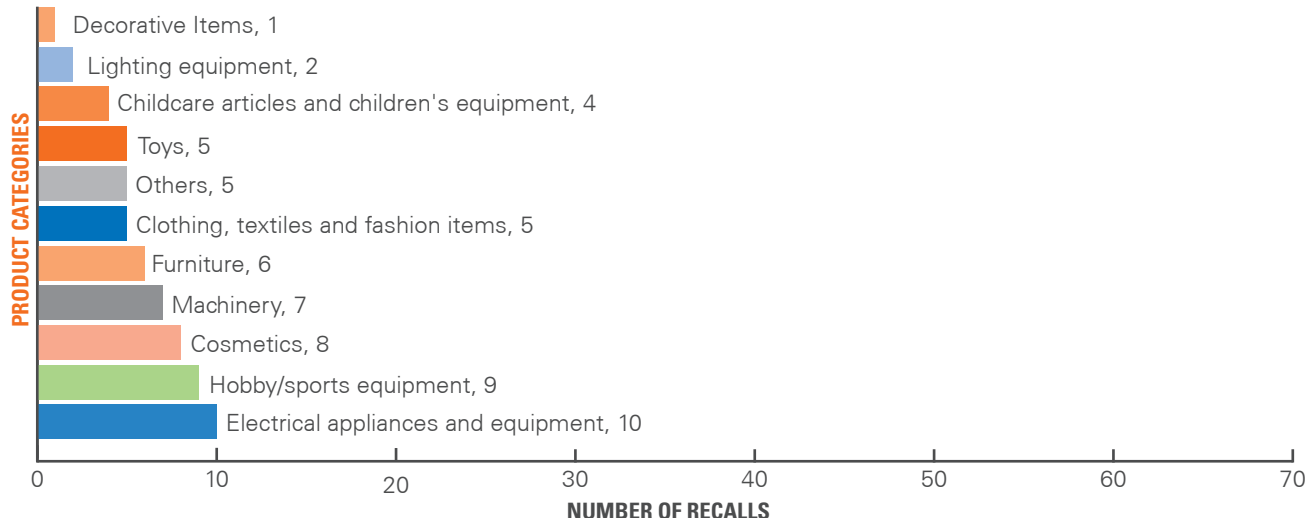 PRODUCT CATEGORIES
Decorative Items, 1
Lighting equipment, 2
Childcare articles and children's equipment, 4
Toys, 5
Others, 5
Clothing, textiles and fashion items, 5
Furniture, 6
Machinery, 7
Cosmetics, 8
Hobby/sports equipment, 9
Electrical appliances and equipment, 10
0 10 20 30 40 50 60 70
NUMBER OF RECALLS